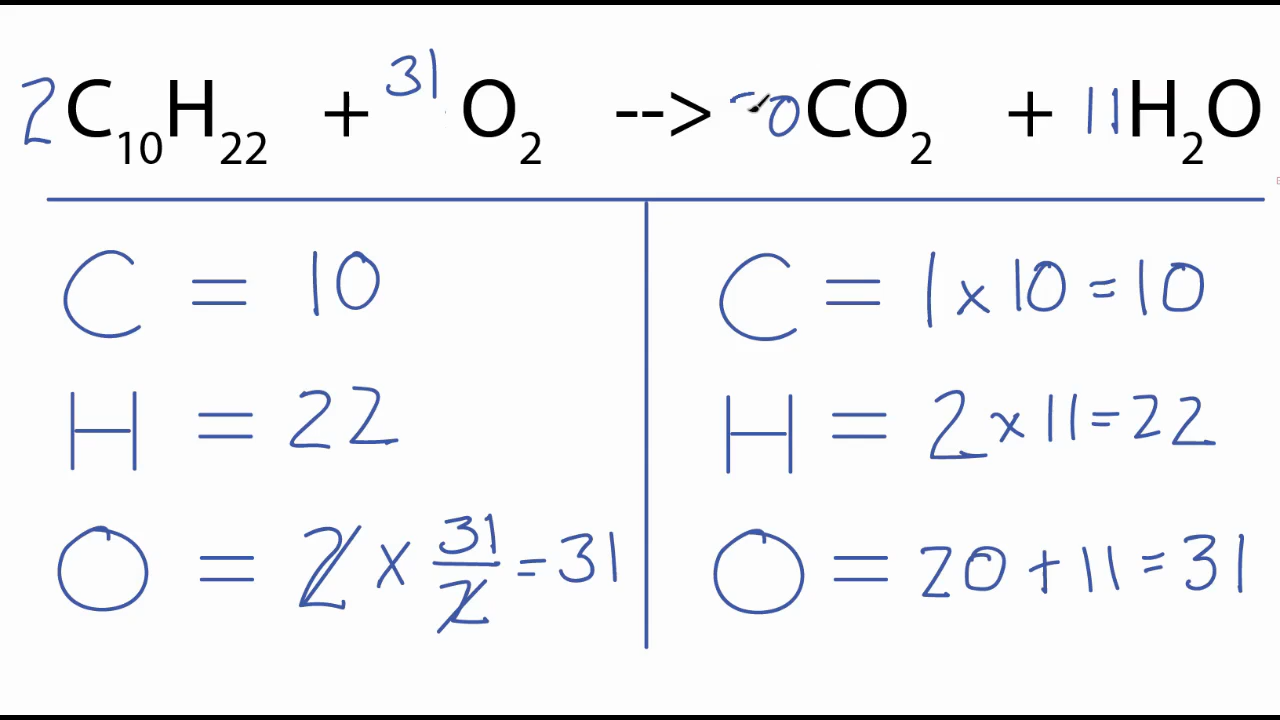 2C₁₀H₂₂ + 31 O₂ --> 0CO₂ + 11H₂O
C = 10
H = 22
O = 2 x 31/2 = 31
C = 1 x 10 = 10
H = 2 x 11 = 22
O = 20 + 11 = 31